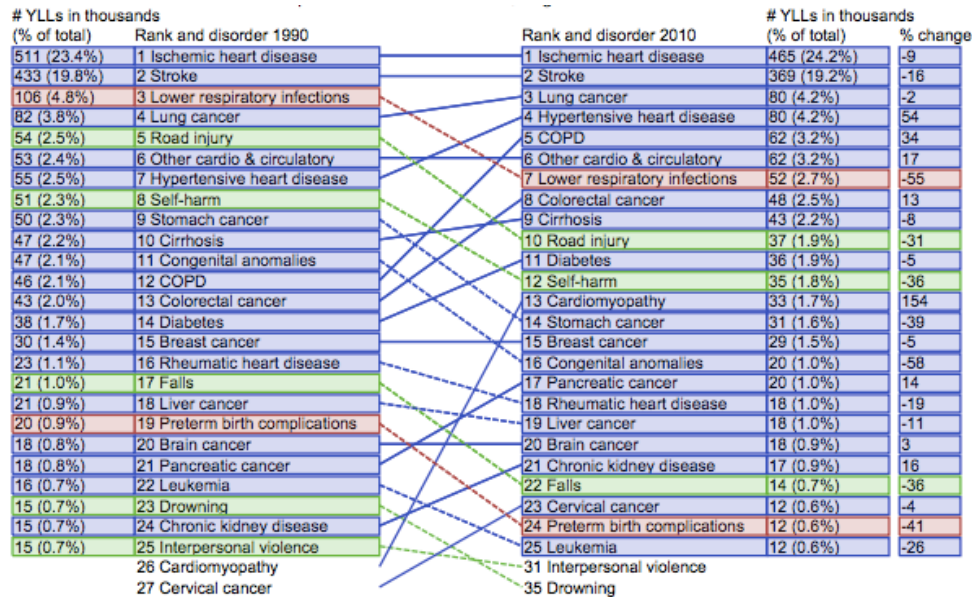 # YLLs in thousands # YLLs in thousands
(% of total) Rank and disorder 1990 Rank and disorder 2010 (% of total) % change
511 (23.4%) 1 Ischemic heart disease 1 Ischemic heart disease 465 (24.2%) -9
433 (19.8%) 2 Stroke 2 Stroke 369 (19.2%) -16
106 (4.8%) 3 Lower respiratory infections 3 Lung cancer 80 (4.2%) -2
82 (3.8%) 4 Lung cancer 4 Hypertensive heart disease 80 (4.2%) 54
54 (2.5%) 5 Road injury 5 COPD 62 (3.2%) 34
53 (2.4%) 6 Other cardio & circulatory 6 Other cardio & circulatory 62 (3.2%) 17
55 (2.5%) 7 Hypertensive heart disease 7 Lower respiratory infections 52 (2.7%) -55
51 (2.3%) 8 Self-harm 8 Colorectal cancer 48 (2.5%) 13
50 (2.3%) 9 Stomach cancer 9 Cirrhosis 43 (2.2%) -8
47 (2.2%) 10 Cirrhosis 10 Road injury 37 (1.9%) -31
47 (2.1%) 11 Congenital anomalies 11 Diabetes 36 (1.9%) -5
46 (2.1%) 12 COPD 12 Self-harm 35 (1.8%) -36
43 (2.0%) 13 Colorectal cancer 13 Cardiomyopathy 33 (1.7%) 154
38 (1.7%) 14 Diabetes 14 Stomach cancer 31 (1.6%) -39
30 (1.4%) 15 Breast cancer 15 Breast cancer 29 (1.5%) -5
23 (1.1%) 16 Rheumatic heart disease 16 Congenital anomalies 20 (1.0%) -58
21 (1.0%) 17 Falls 17 Pancreatic cancer 20 (1.0%) 14
21 (0.9%) 18 Liver cancer 18 Rheumatic heart disease 18 (1.0%) -19
20 (0.9%) 19 Preterm birth complications 19 Liver cancer 18 (1.0%) -11
18 (0.8%) 20 Brain cancer 20 Brain cancer 18 (0.9%) 3
18 (0.8%) 21 Pancreatic cancer 21 Chronic kidney disease 17 (0.9%) 16
16 (0.7%) 22 Leukemia 22 Falls 14 (0.7%) -36
15 (0.7%) 23 Drowning 23 Cervical cancer 12 (0.6%) -4
15 (0.7%) 24 Chronic kidney disease 24 Preterm birth complications 12 (0.6%) -41
15 (0.7%) 25 Interpersonal violence 25 Leukemia 12 (0.6%) -26
26 Cardiomyopathy 31 Interpersonal violence
27 Cervical cancer 35 Drowning